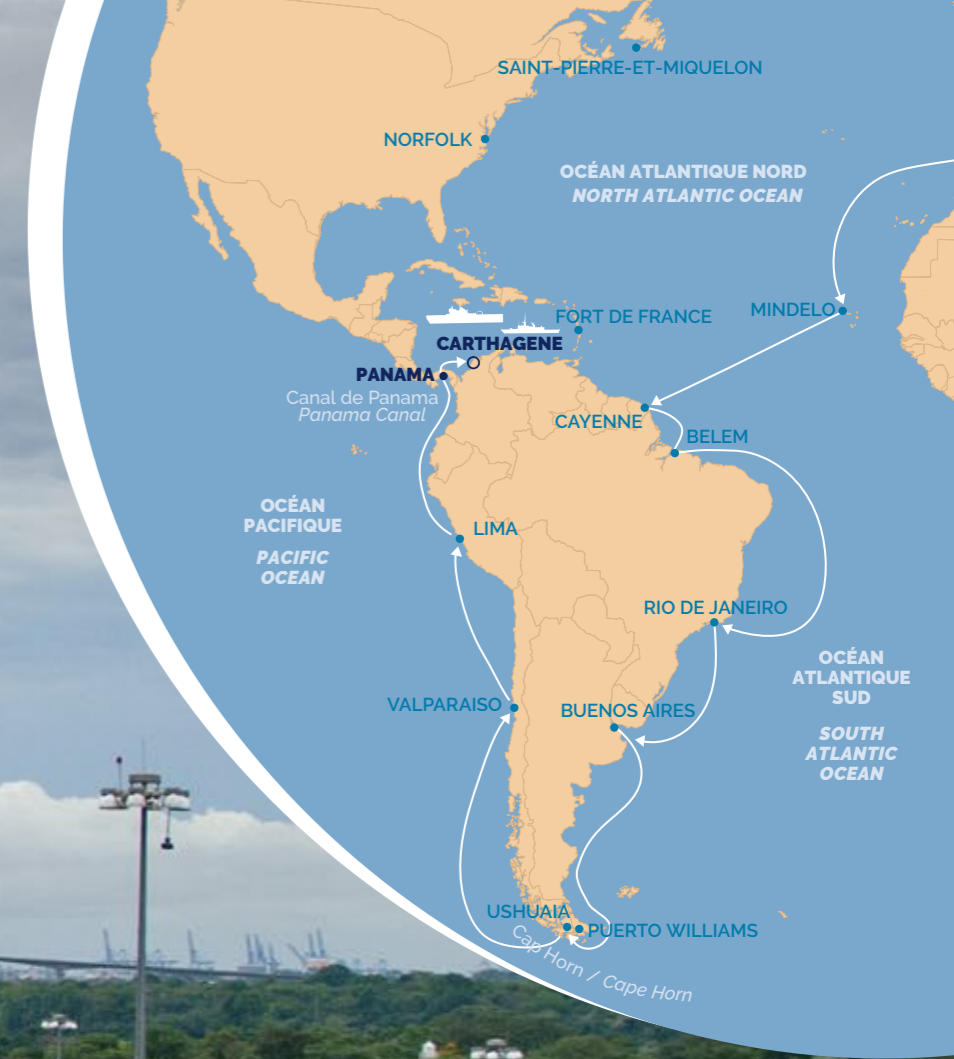 SAINT-PIERRE-ET-MIQUELON
NORFOLK
OCÉAN ATLANTIQUE NORD
NORTH ATLANTIC OCEAN
MINDELO
FORT DE FRANCE
CARTHAGENE
PANAMA
Canal de Panama
Panama Canal
CAYENNE
BELEM
OCÉAN
PACIFIQUE
PACIFIC
OCEAN
LIMA
RIO DE JANEIRO
OCÉAN
ATLANTIQUE
SUD
SOUTH
ATLANTIC
OCEAN
VALPARAISO
BUENOS AIRES
USHUAIA
PUERTO WILLIAMS
Cap Horn / Cape Horn